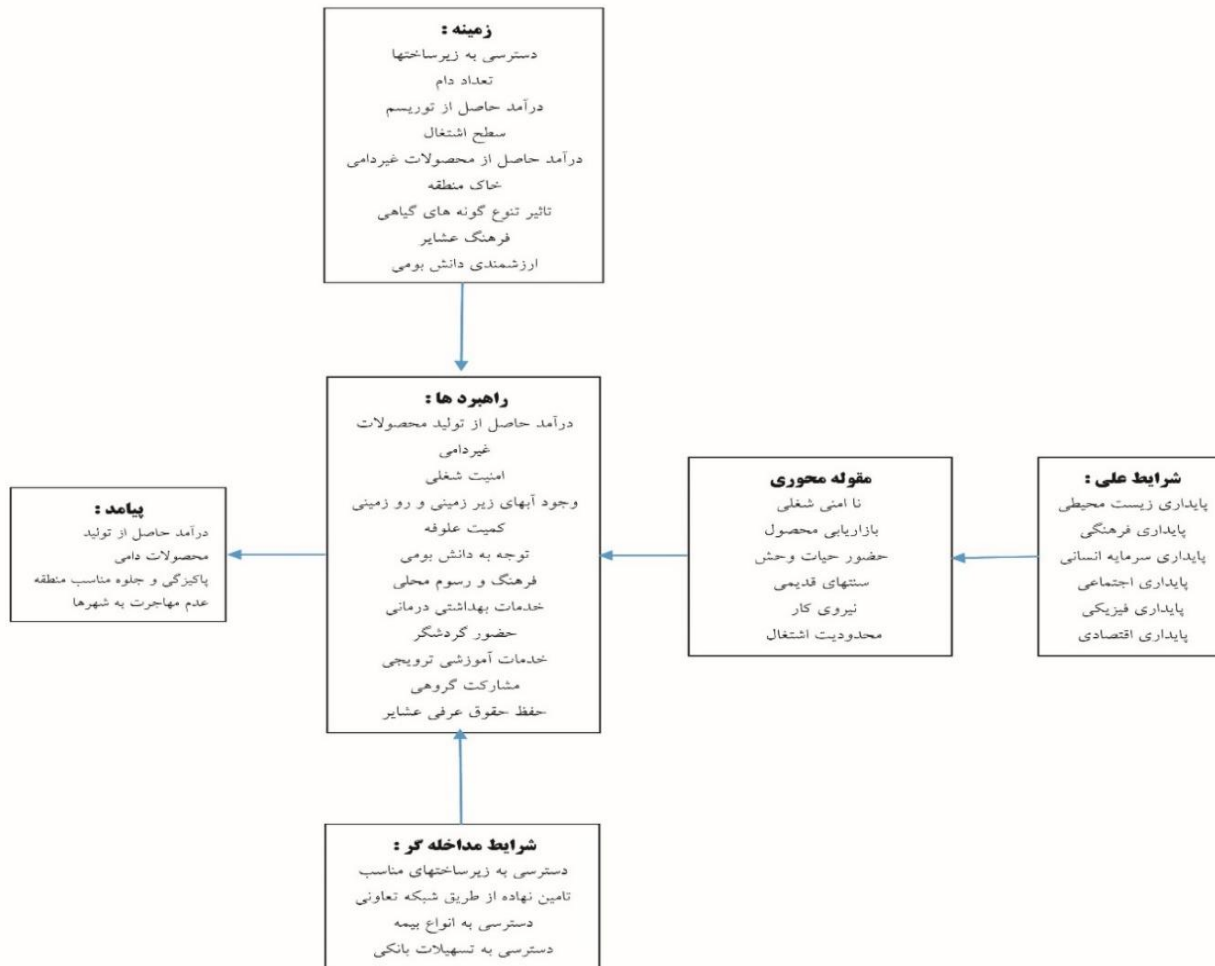 زمینه :
دسترسی به زیرساختها
تعداد دام
درآمد حاصل از توریسم
سطح اشتغال
درآمد حاصل از محصولات غیردامی
خاک منطقه
تاثیر تنوع گونه های گیاهی
فرهنگ عشایر
ارزشمندی دانش بومی
شرایط علی :
پایداری زیست محیطی
پایداری فرهنگی
پایداری سرمایه انسانی
پایداری اجتماعی
پایداری فیزیکی
پایداری اقتصادی
مقوله محوری
نا امنی شغلی
بازاریابی محصول
حضور حیات وحش
سنتهای قدیمی
نیروی کار
محدودیت اشتغال
راهبرد ها :
درآمد حاصل از تولید محصولات
غیردامی
امنیت شغلی
وجود آبهای زیر زمینی و رو زمینی
کمیت علوفه
توجه به دانش بومی
فرهنگ و رسوم محلی
خدمات بهداشتی درمانی
حضور گردشگر
خدمات آموزشی ترویجی
مشارکت گروهی
حفظ حقوق عرفی عشایر
پیامد :
درآمد حاصل از تولید
محصولات دامی
پاکیزگی و جلوه مناسب منطقه
عدم مهاجرت به شهرها
شرایط مداخله گر :
دسترسی به زیرساختهای مناسب
تامین نهاده از طریق شبکه تعاونی
دسترسی به انواع بیمه
دسترسی به تسهیلات بانکی